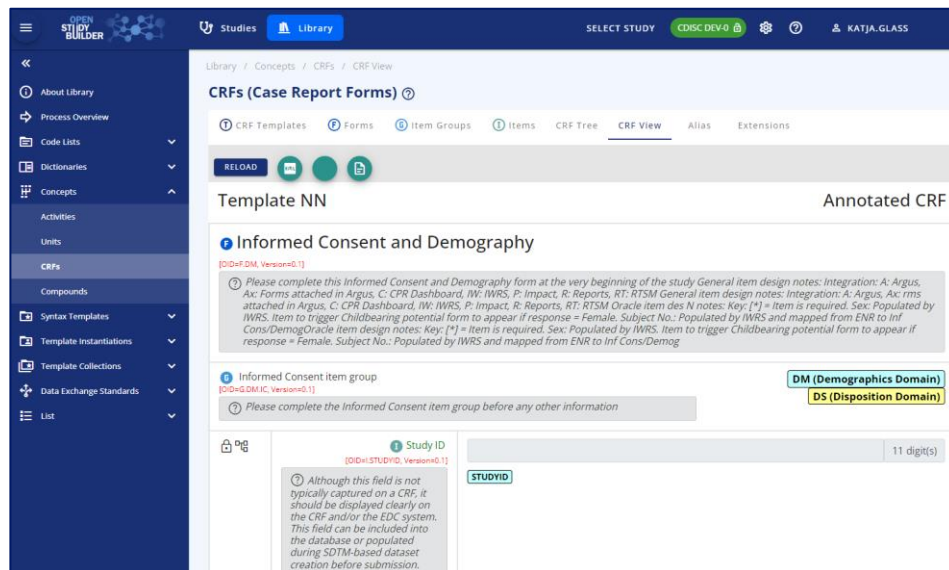 OPEN
STUDY
BUILDER
Studies
Library
SELECT STUDY
CDISC DEV-0
KATJA.GLASS
About Library
Process Overview
Code Lists
Dictionaries
Concepts
Activities
Units
CRFs
Compounds
Syntax Templates
Template Instantiations
Template Collections
Data Exchange Standards
List
Library / Concepts / CRFs / CRF View
CRFs (Case Report Forms)
T CRF Templates F Forms G Item Groups I Items CRF Tree CRF View Alias Extensions
RELOAD
Template NN Annotated CRF
F Informed Consent and Demography
[OID=F.DM, Version=0.1]
Please complete this Informed Consent and Demography form at the very beginning of the study General item design notes: Integration: A: Argus,
Ax: Forms attached in Argus, C: CPR Dashboard, IW: IWRS, P: Impact, R: Reports, RT: RTSM General item design notes: Integration: A: Argus, Ax: rms
attached in Argus, C: CPR Dashboard, IW: IWRS, P: Impact, R: Reports, RT: RTSM Oracle item des N notes: Key: [*] = Item is required. Sex: Populated by
IWRS. Item to trigger Childbearing potential form to appear if response = Female. Subject No.: Populated by IWRS and mapped from ENR to Inf
Cons/DemogOracle item design notes: Key: [*] = Item is required. Sex: Populated by IWRS. Item to trigger Childbearing potential form to appear if
response = Female. Subject No.: Populated by IWRS and mapped from ENR to Inf Cons/Demog
G Informed Consent item group
[OID=G.DM.IC, Version=0.1]
DM (Demographics Domain)
DS (Disposition Domain)
Please complete the Informed Consent item group before any other information
I Study ID
[OID=I.STUDYID, Version=0.1]
11 digit(s)
STUDYID
Although this field is not
typically captured on a CRF, it
should be displayed clearly on
the CRF and/or the EDC system.
This field can be included into
the database or populated
during SDTM-based dataset
creation before submission.